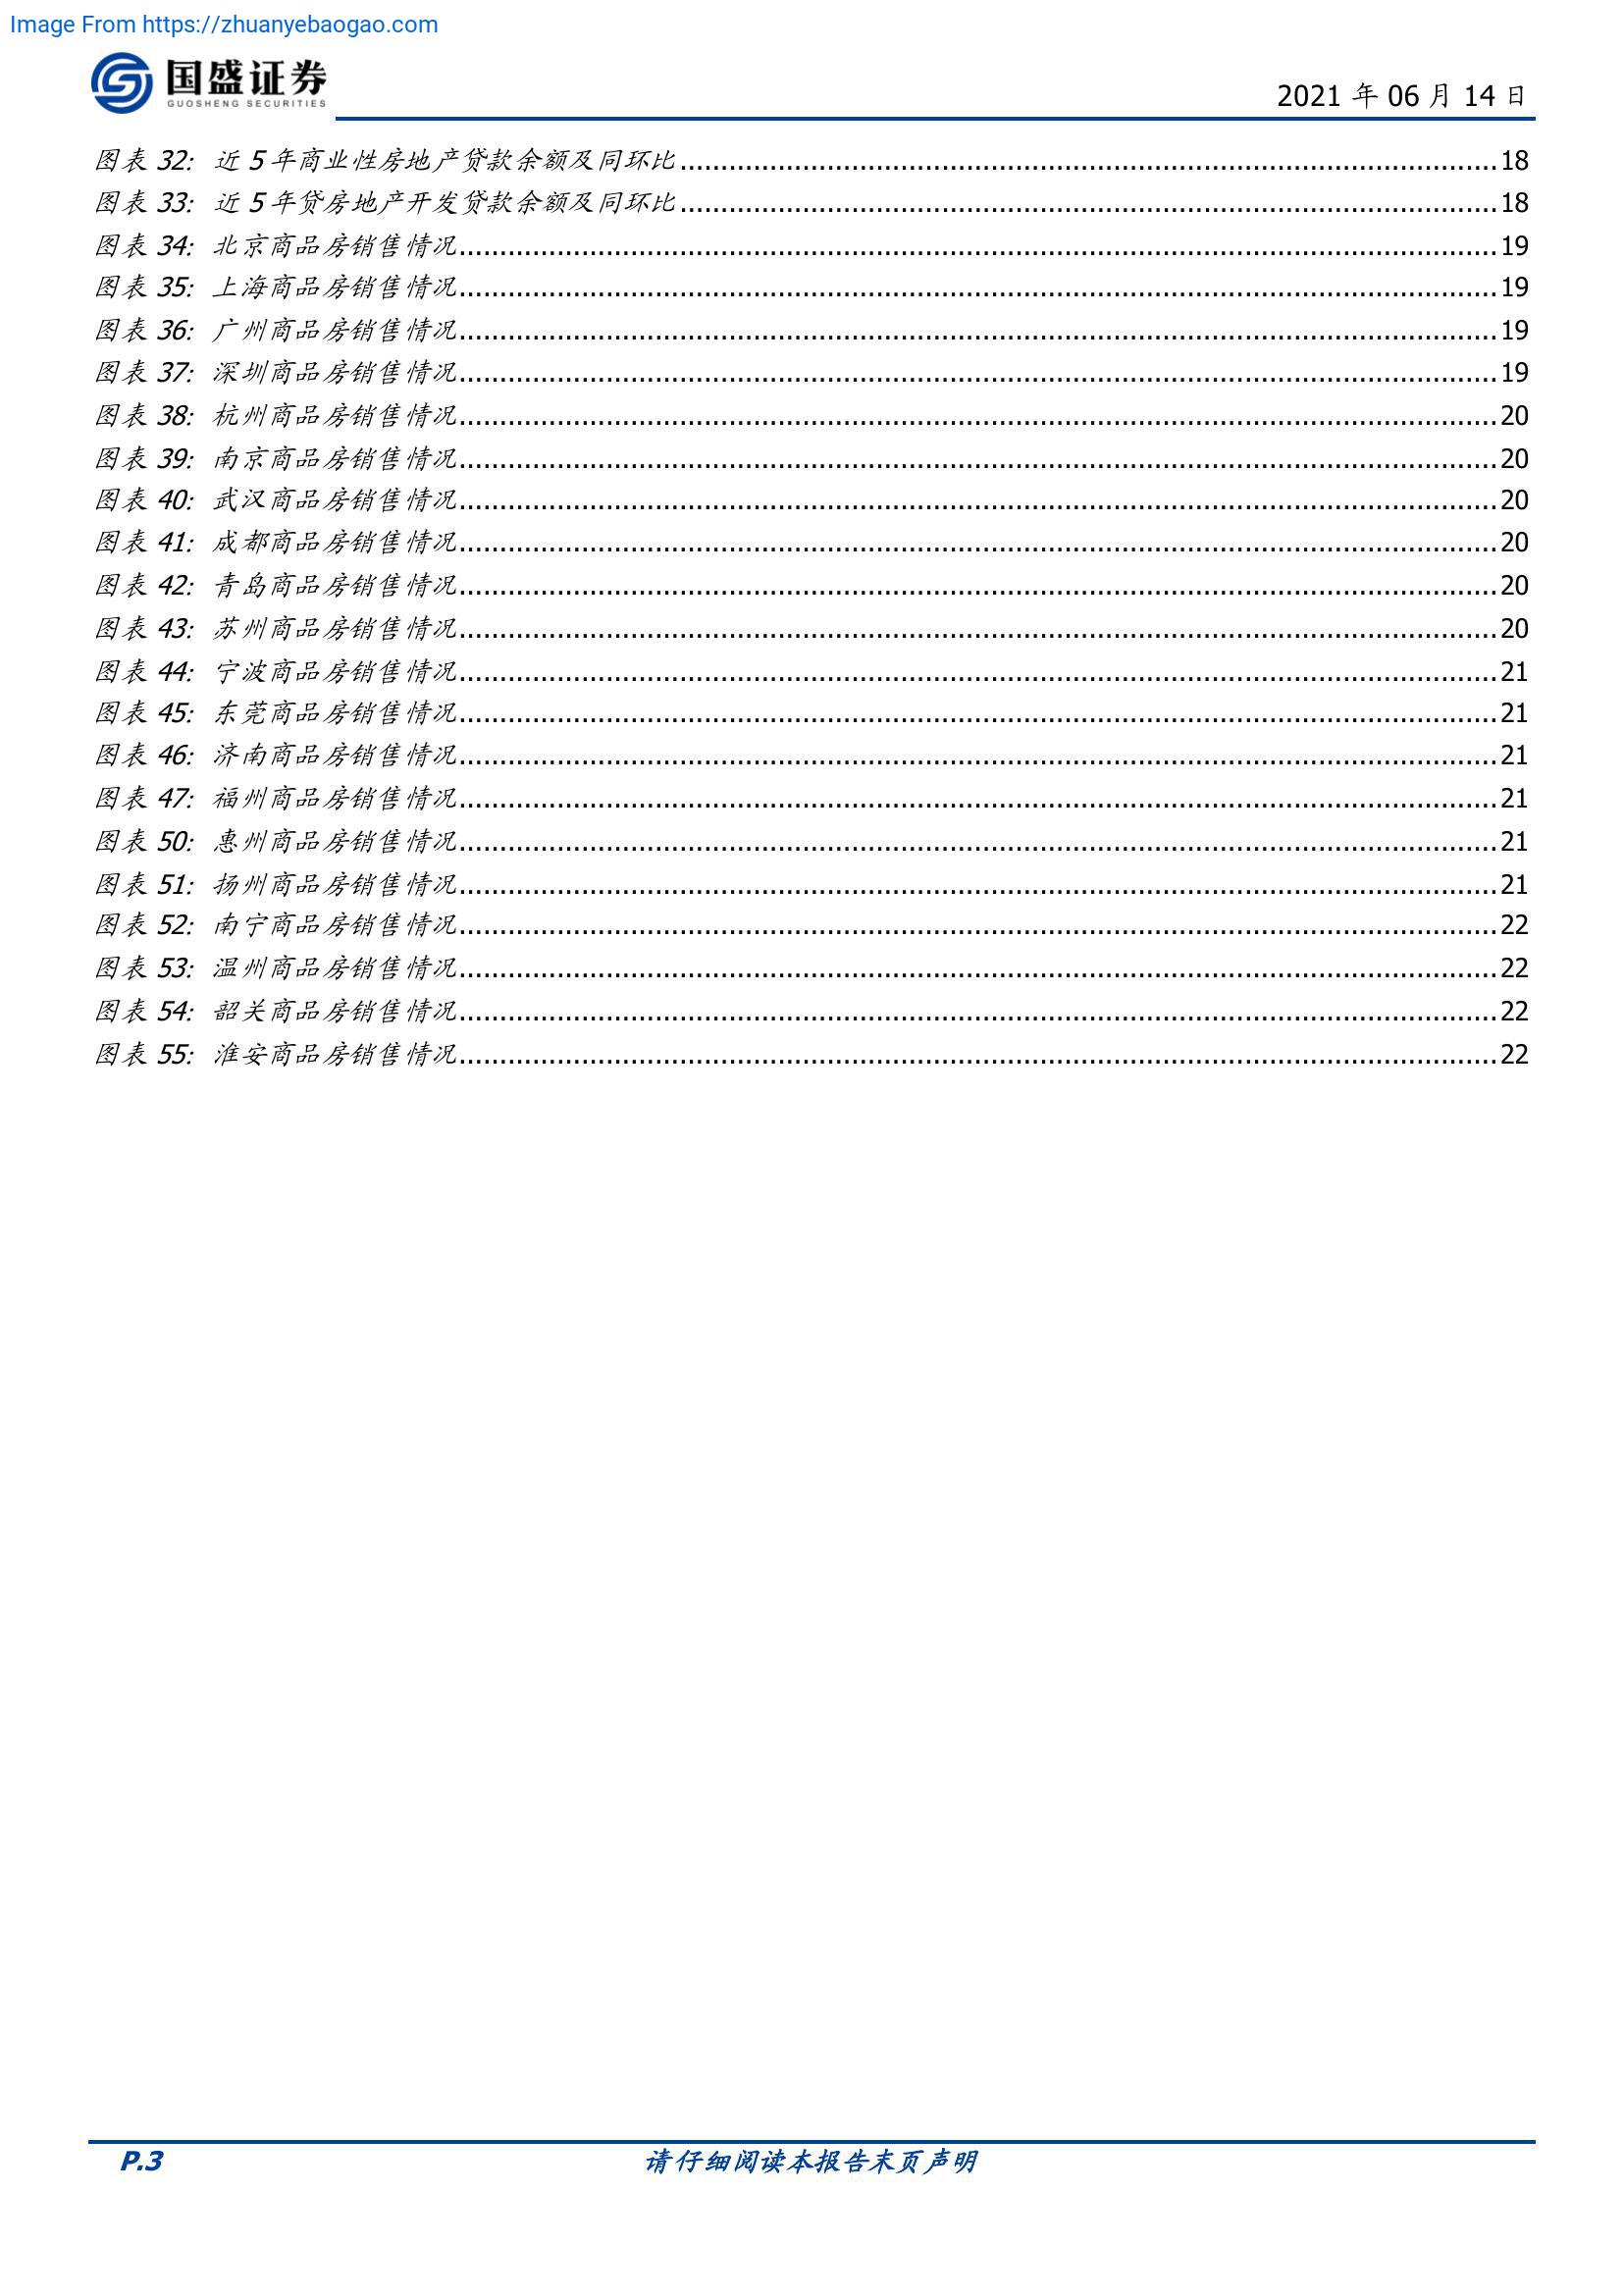 Image From https://zhuanyebaogao.com
国盛证券
GUOSHENG SECURITIES
2021 年 06 月 14 日
图表 32: 近 5 年商业性房地产贷款余额及同环比 18
图表 33: 近 5 年贷房地产开发贷款余额及同环比 18
图表 34: 北京商品房销售情况 19
图表 35: 上海商品房销售情况 19
图表 36: 广州商品房销售情况 19
图表 37: 深圳商品房销售情况 19
图表 38: 杭州商品房销售情况 20
图表 39: 南京商品房销售情况 20
图表 40: 武汉商品房销售情况 20
图表 41: 成都商品房销售情况 20
图表 42: 青岛商品房销售情况 20
图表 43: 苏州商品房销售情况 20
图表 44: 宁波商品房销售情况 21
图表 45: 东莞商品房销售情况 21
图表 46: 济南商品房销售情况 21
图表 47: 福州商品房销售情况 21
图表 50: 惠州商品房销售情况 21
图表 51: 扬州商品房销售情况 21
图表 52: 南宁商品房销售情况 22
图表 53: 温州商品房销售情况 22
图表 54: 韶关商品房销售情况 22
图表 55: 淮安商品房销售情况 22
P.3
请仔细阅读本报告末页声明